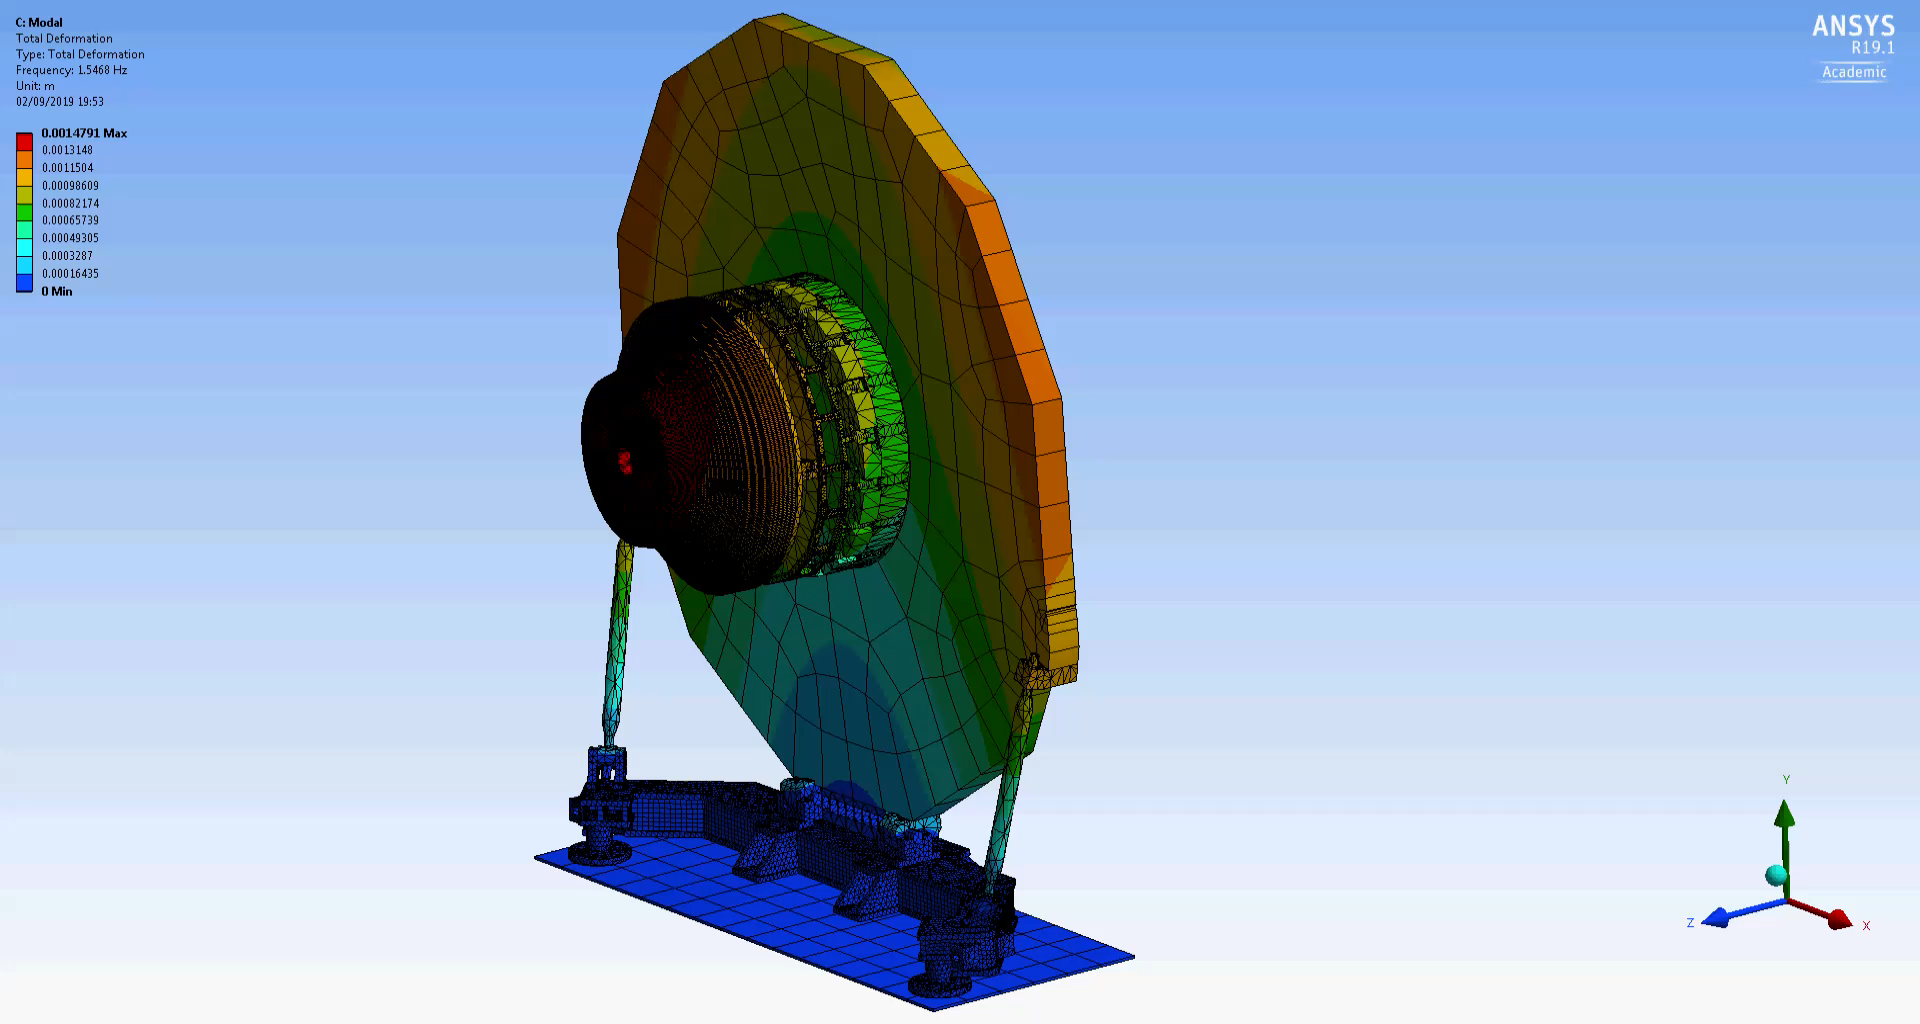 C: Modal
Total Deformation
Type: Total Deformation
Frequency: 1.5468 Hz
Unit: m
02/09/2019 19:53
0.0014791 Max
0.0013148
0.0011504
0.00098609
0.00082174
0.00065739
0.00049305
0.0003287
0.00016435
0 Min
ANSYS
R19.1
Academic
Y
Z
X